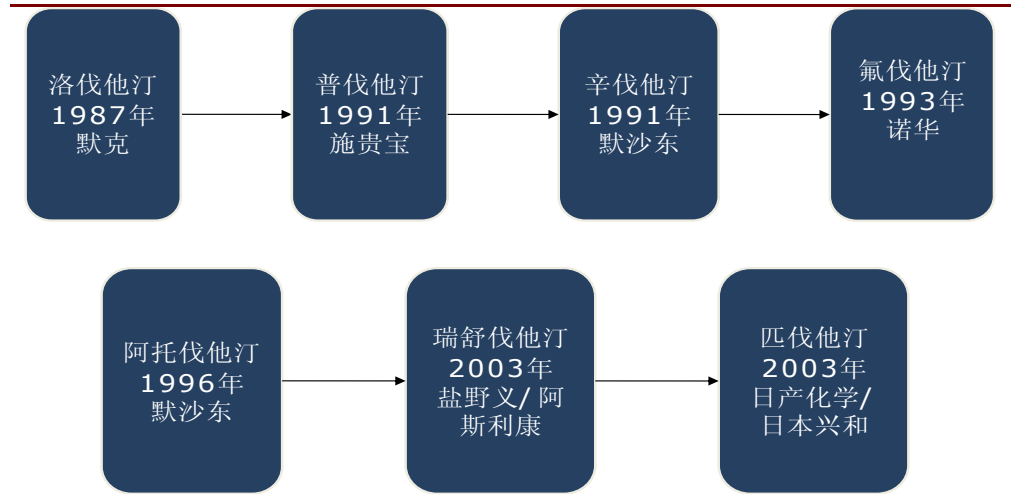 洛伐他汀
1987年
默克
普伐他汀
1991年
施贵宝
辛伐他汀
1991年
默沙东
氟伐他汀
1993年
诺华
阿托伐他汀
1996年
默沙东
瑞舒伐他汀
2003年
盐野义/阿
斯利康
匹伐他汀
2003年
日产化学/
日本兴和